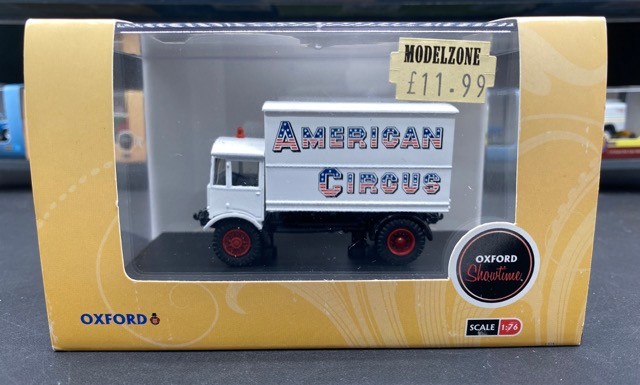 MODELZONE
£11.99
AMERICAN
CIRCUS
OXFORD
Showtime.
OXFORD
SCALE 1:76